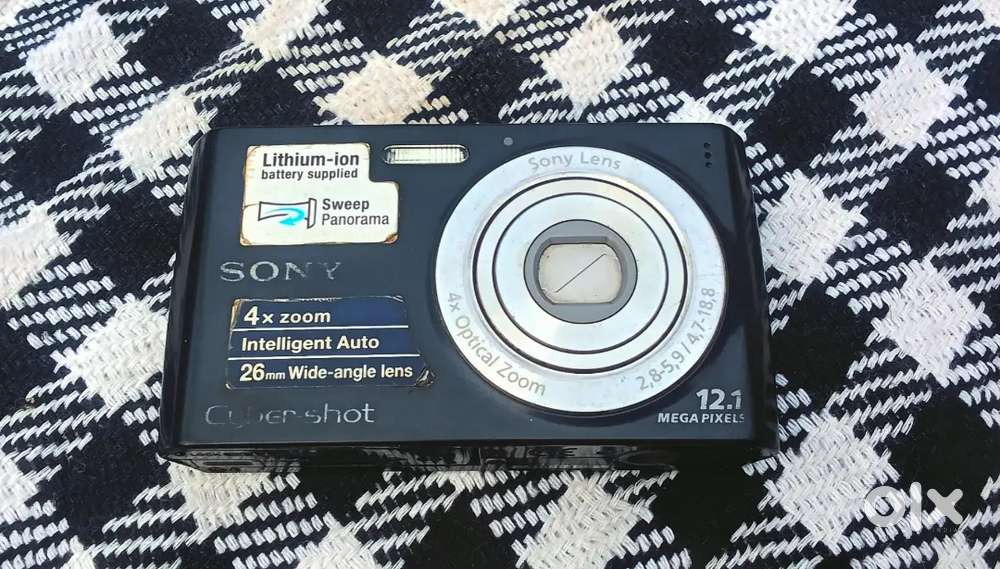 Lithium-ion
battery supplied
Sweep
Panorama
SONY
4x zoom
Intelligent Auto
26mm Wide-angle lens
Cyber-shot
Sony Lens
4x Optical Zoom
2,8-5,9 / 4,7-18,8
12.1
MEGA PIXELS
olx